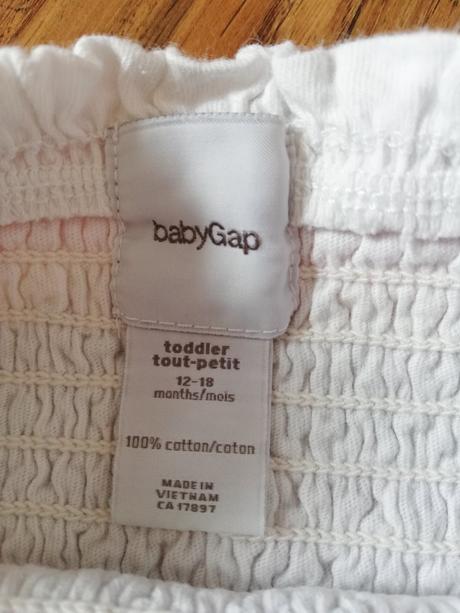 babyGap
toddler
tout-petit
12-18
months/mois
100% cotton/coton
MADE IN
VIETNAM
CA 17897